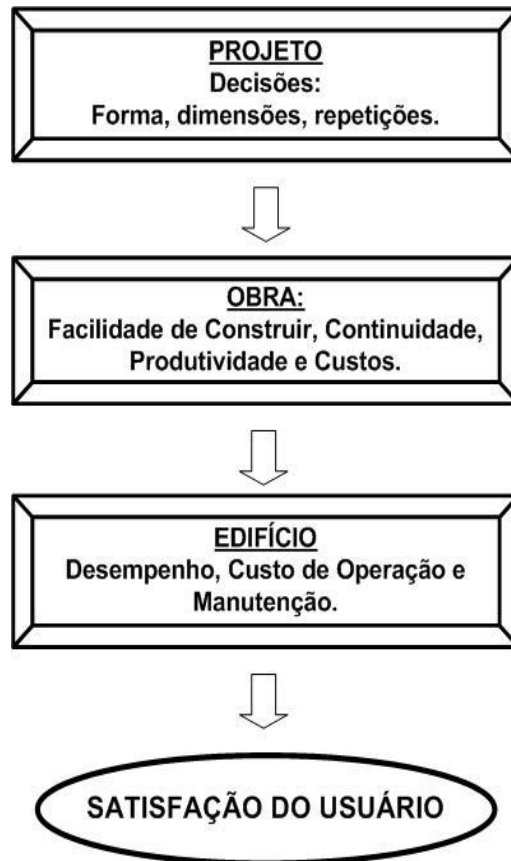 PROJETO
Decisões:
Forma, dimensões, repetições.
OBRA:
Facilidade de Construir, Continuidade,
Produtividade e Custos.
EDIFÍCIO
Desempenho, Custo de Operação e
Manutenção.
SATISFAÇÃO DO USUÁRIO